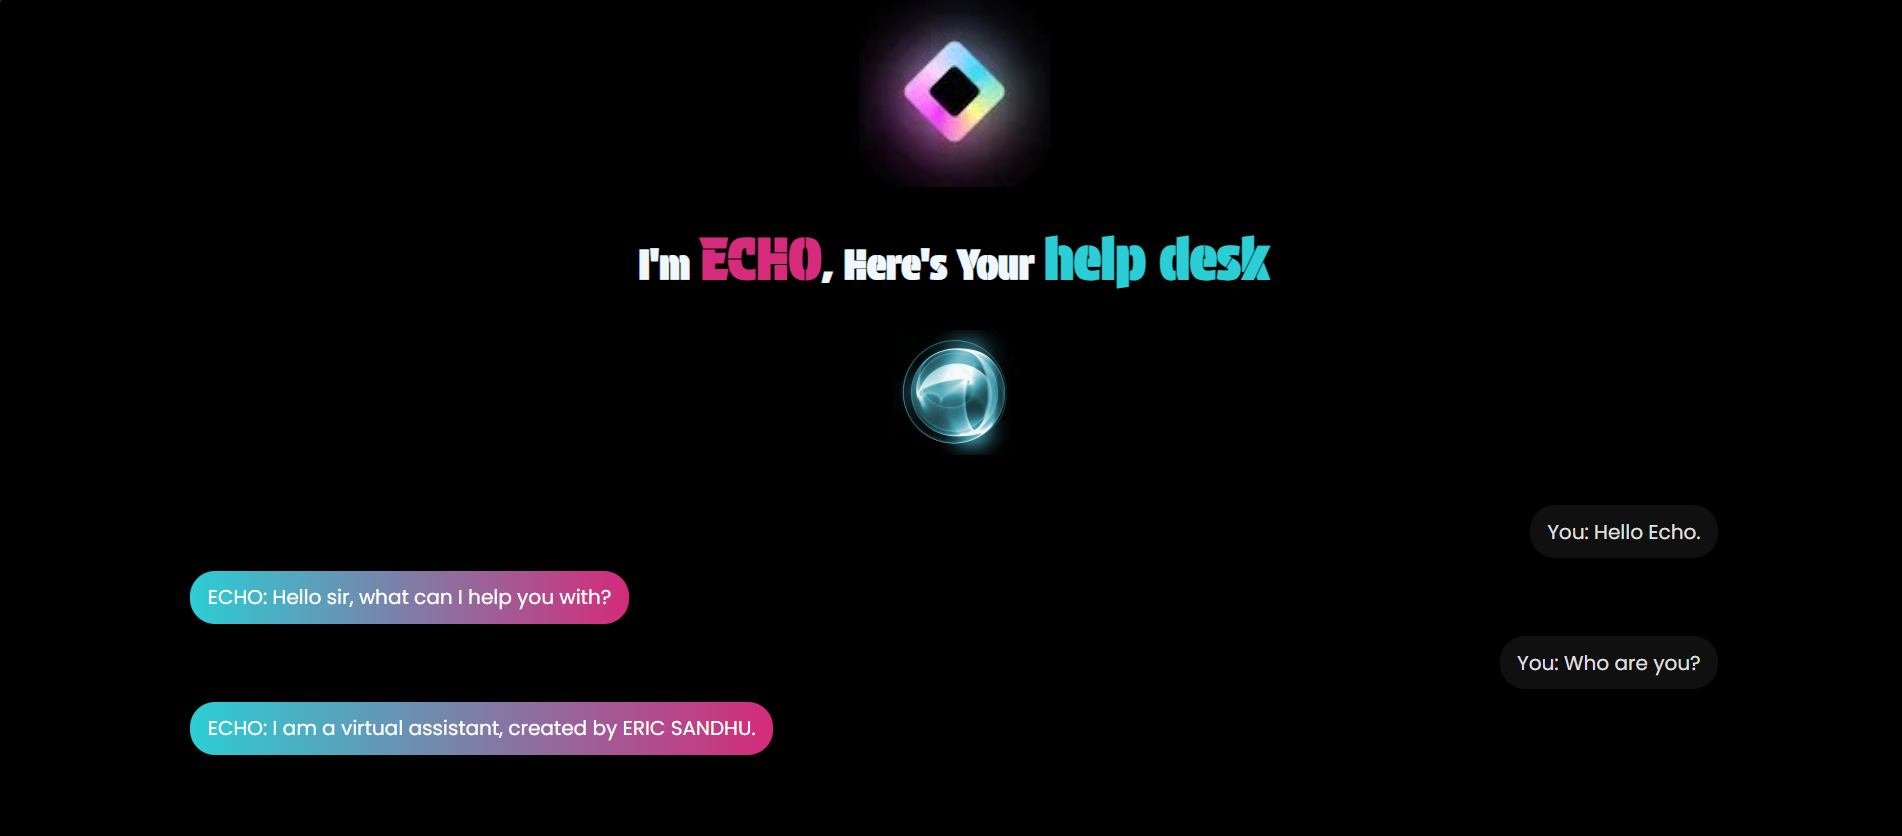 I'm ECHO, Here's Your help desk
You: Hello Echo.
ECHO: Hello sir, what can I help you with?
You: Who are you?
ECHO: I am a virtual assistant, created by ERIC SANDHU.